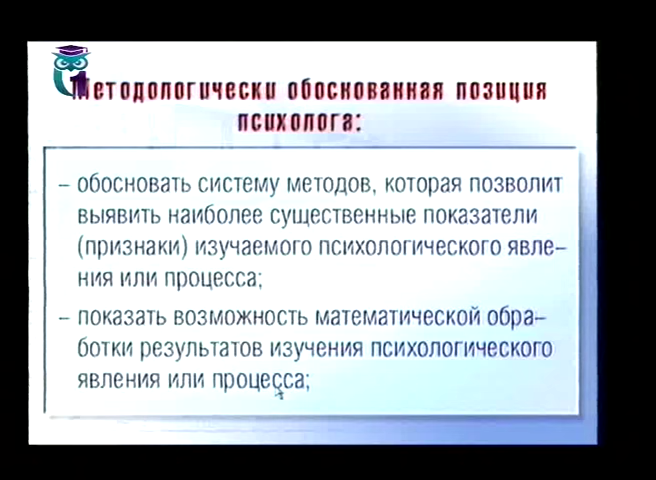 Методологически обоснованная позиция
психолога:
– обосновать систему методов, которая позволит
выявить наиболее существенные показатели
(признаки) изучаемого психологического явле–
ния или процесса;
– показать возможность математической обра–
ботки результатов изучения психологического
явления или процесса;